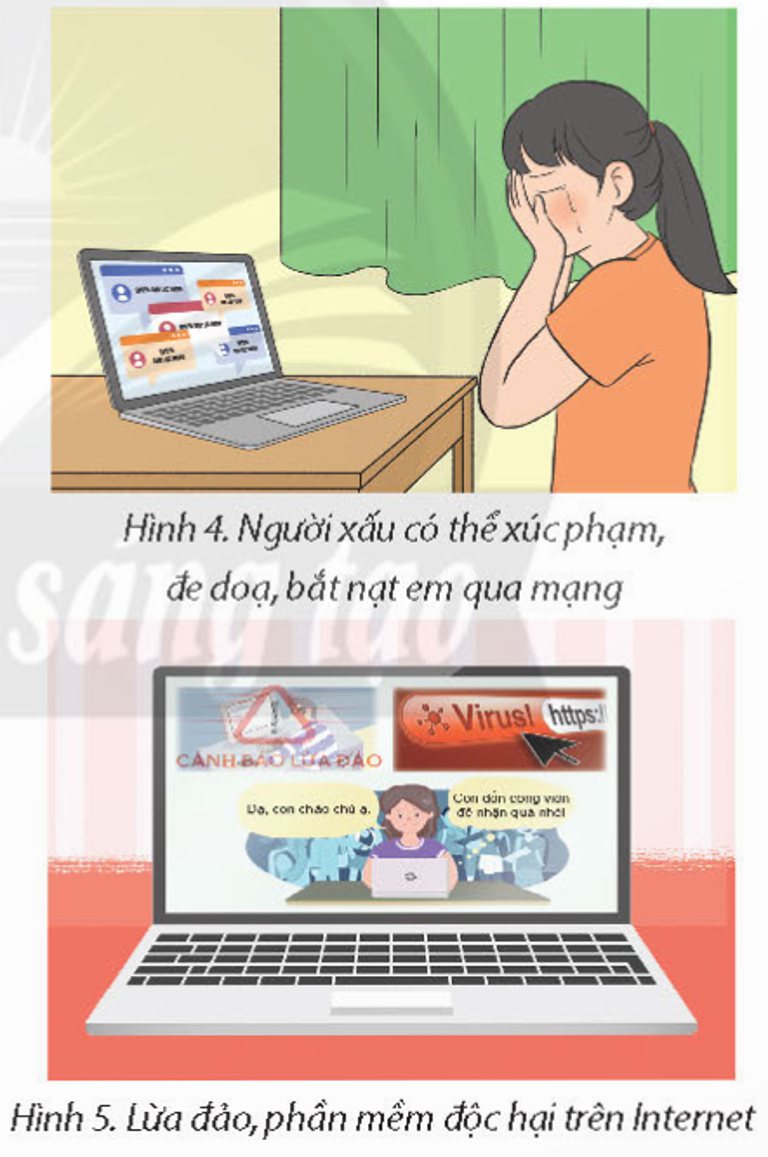 Hình 4. Người xấu có thể xúc phạm,
đe doạ, bắt nạt em qua mạng
sáng tạo
CẢNH BÁO LỪA ĐẢO
Virus! https:/
Dạ, con chào chú ạ.
Con đến công viên
để nhận quà nhé!
Hình 5. Lừa đảo, phần mềm độc hại trên Internet